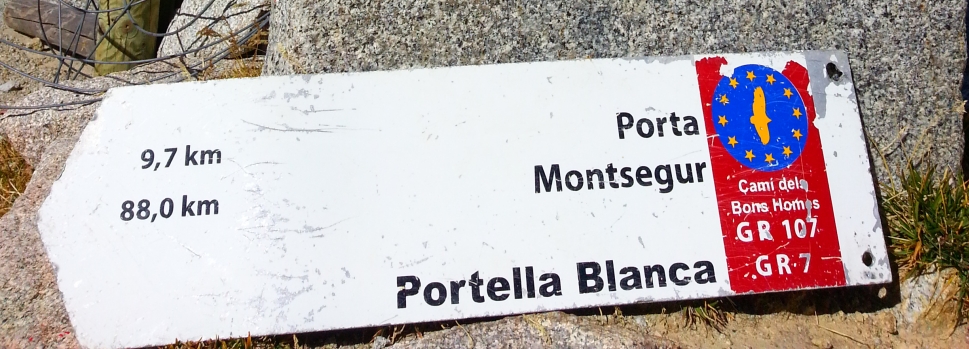 9,7 km Porta
88,0 km Montsegur
Portella Blanca
Camí dels
Bons Homes
GR 107
GR 7